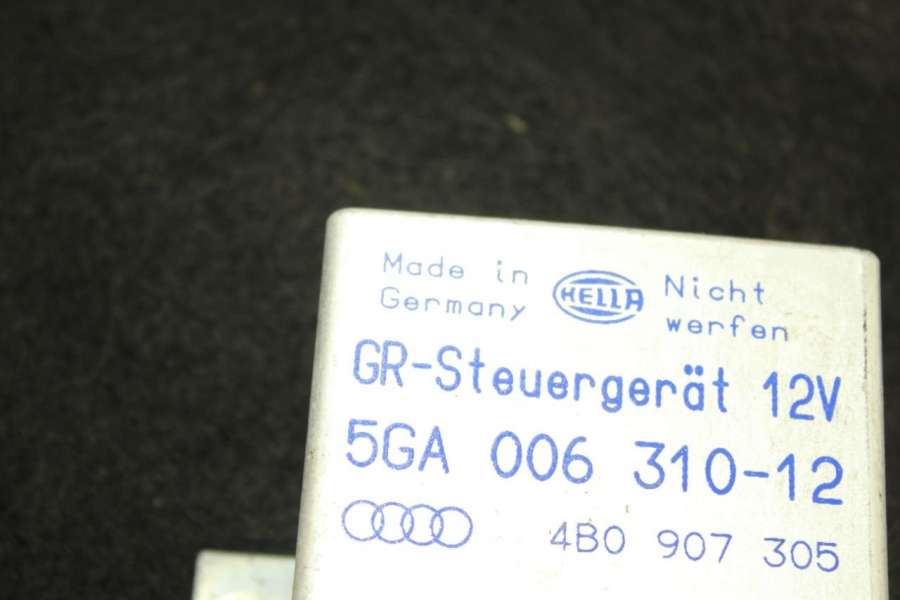 Made in
Germany
HELLA
Nicht
werfen
GR-Steuergerät 12V
5GA 006 310-12
4B0 907 305